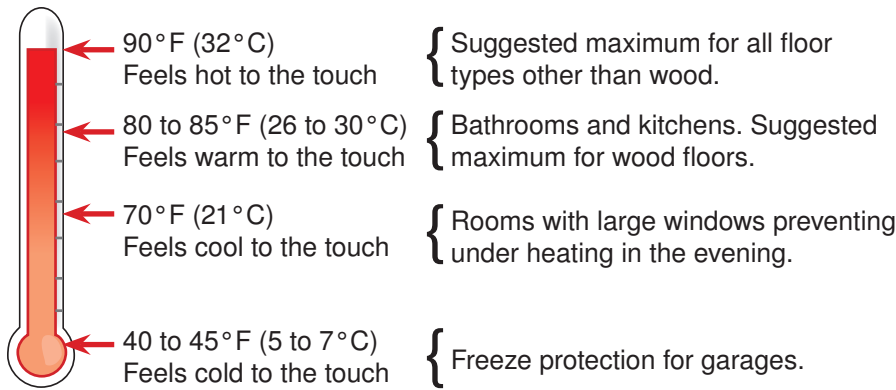 90°F (32°C)
Feels hot to the touch
Suggested maximum for all floor
types other than wood.
80 to 85°F (26 to 30°C)
Feels warm to the touch
Bathrooms and kitchens. Suggested
maximum for wood floors.
70°F (21°C)
Feels cool to the touch
Rooms with large windows preventing
under heating in the evening.
40 to 45°F (5 to 7°C)
Feels cold to the touch
Freeze protection for garages.